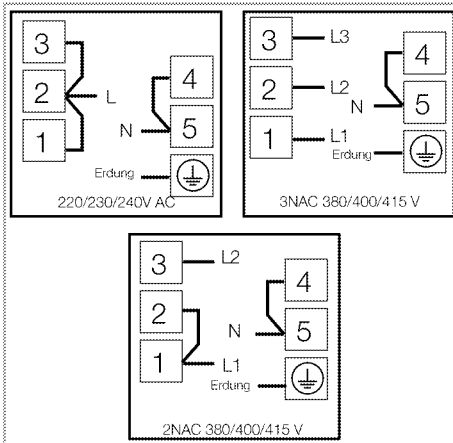 3
2
L
1
4
N
5
Erdung
220/230/240V AC
3
L3
2
L2
1
L1
4
N
5
Erdung
3NAC 380/400/415 V
3
L2
2
1
L1
4
N
5
Erdung
2NAC 380/400/415 V